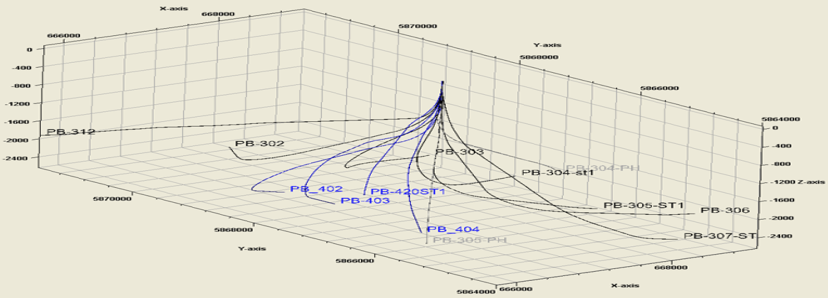 X-axis
668000
666000
5870000
Y-axis
5868000
5866000
5864000
0
-400
-800
-1200
-1600
-2000
-2400
0
-400
-800
-1200 Z-axis
-1600
-2000
-2400
PB-312
PB-302
PB-303
PB-304-PH
PB-304-st1
PB_402
PB-420ST1
PB-403
PB-305-ST1
PB-306
PB_404
PB-305-PH
PB-307-ST
5870000
5868000
Y-axis
5866000
5864000
666000
668000
X-axis